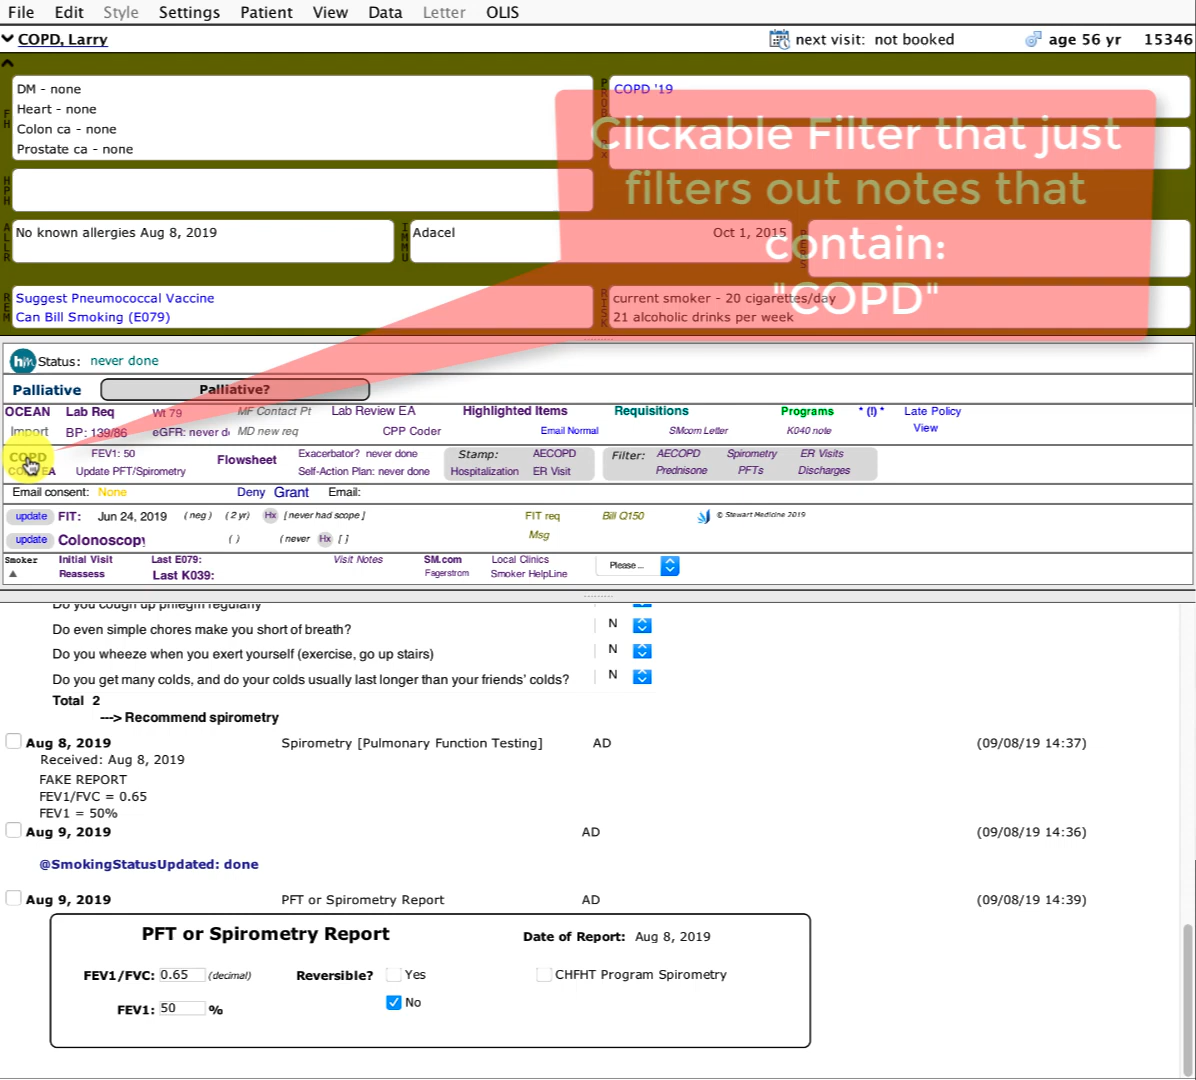 File Edit Style Settings Patient View Data Letter OLIS
COPD, Larry next visit: not booked age 56 yr 15346
DM - none
Heart - none
Colon ca - none
Prostate ca - none
COPD '19
Clickable Filter that just
filters out notes that
contain:
"COPD"
No known allergies Aug 8, 2019
Adacel Oct 1, 2015
Suggest Pneumococcal Vaccine
Can Bill Smoking (E079)
current smoker - 20 cigarettes/day
21 alcoholic drinks per week
hm Status: never done
Palliative Palliative?
OCEAN Lab Req Wt 79 MF Contact Pt Lab Review EA Highlighted Items Requisitions Programs * (!) * Late Policy
Import BP: 139/86 eGFR: never d MD new req CPP Coder Email Normal SMcom Letter K040 note View
COPD FEV1: 50 Flowsheet Exacerbator? never done Stamp: AECOPD Filter: AECOPD Spirometry ER Visits
EA Update PFT/Spirometry Self-Action Plan: never done Hospitalization ER Visit Prednisone PFTs Discharges
Email consent: None Deny Grant Email:
update FIT: Jun 24, 2019 (neg) (2 yr) Hx [never had scope] FIT req Bill Q150 © Stewart Medicine 2019
update Colonoscopy ( ) (never Hx [ ] Msg
Smoker Initial Visit Last E079: Visit Notes SM.com Local Clinics Please...
Reassess Last K039: Fagerstrom Smoker HelpLine
Do you cough up phlegm regularly
Do even simple chores make you short of breath? N
Do you wheeze when you exert yourself (exercise, go up stairs) N
Do you get many colds, and do your colds usually last longer than your friends' colds? N
Total 2
---> Recommend spirometry
Aug 8, 2019 Spirometry [Pulmonary Function Testing] AD (09/08/19 14:37)
Received: Aug 8, 2019
FAKE REPORT
FEV1/FVC = 0.65
FEV1 = 50%
Aug 9, 2019 AD (09/08/19 14:36)
@SmokingStatusUpdated: done
Aug 9, 2019 PFT or Spirometry Report AD (09/08/19 14:39)
PFT or Spirometry Report Date of Report: Aug 8, 2019
FEV1/FVC: 0.65 (decimal) Reversible? Yes CHFHT Program Spirometry
FEV1: 50 % No